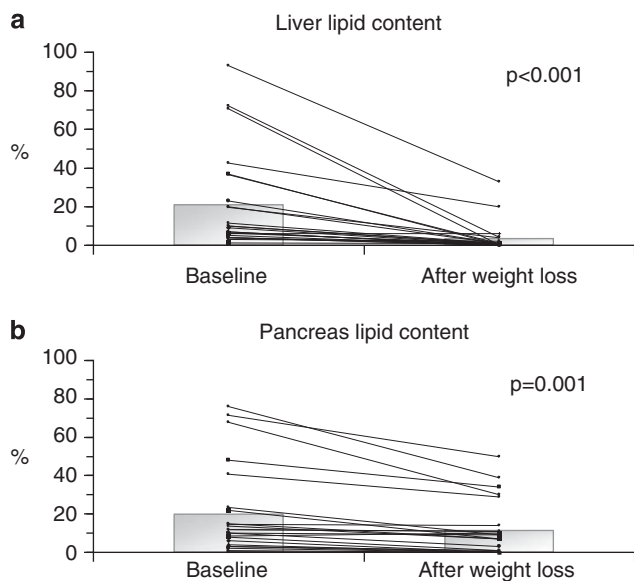 a
Liver lipid content
100
80
60
40
20
0
%
p<0.001
Baseline
After weight loss
b
Pancreas lipid content
100
80
60
40
20
0
%
p=0.001
Baseline
After weight loss